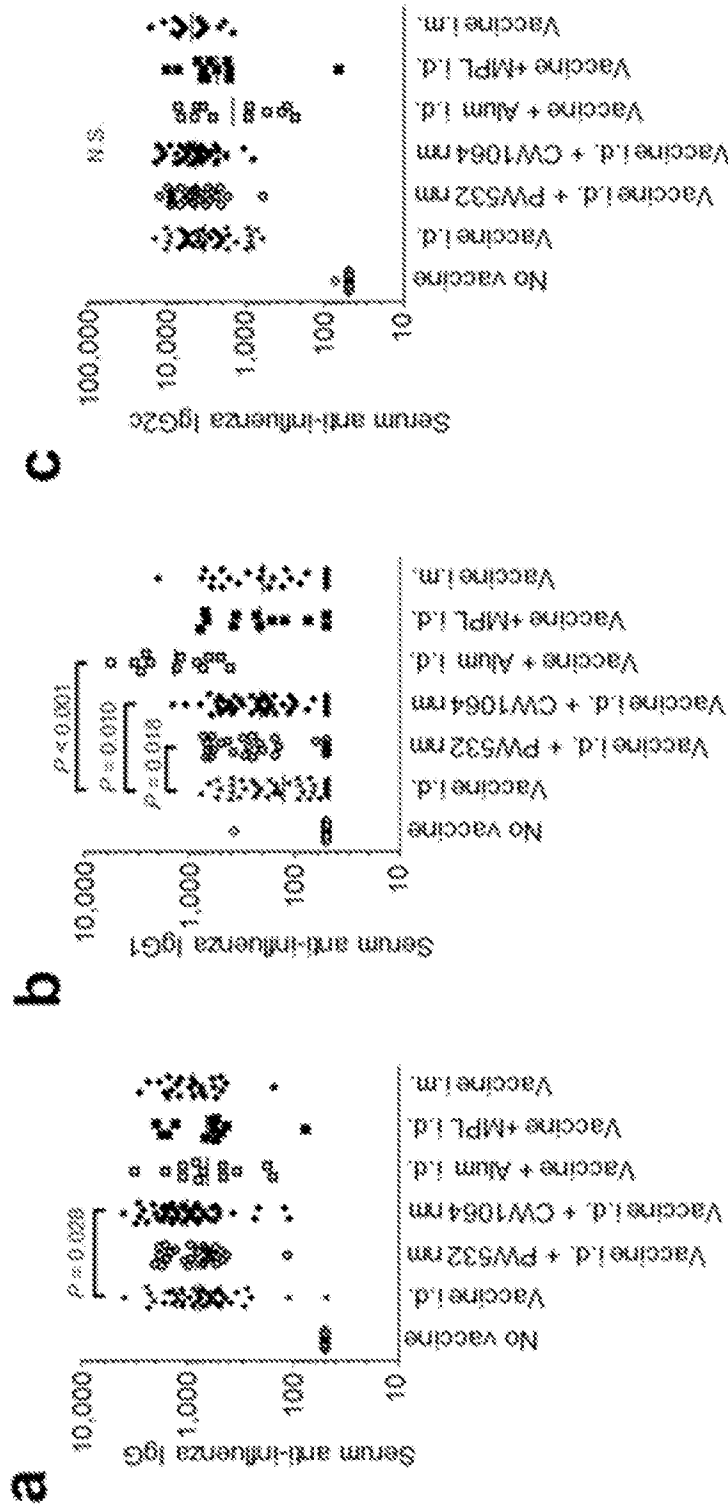 a
Serum anti-influenza IgG
10,000
1,000
100
10
P = 0.029
No vaccine
Vaccine i.d.
Vaccine i.d. + PW532 nm
Vaccine i.d. + CW1064 nm
Vaccine + Alum i.d.
Vaccine +MPL i.d.
Vaccine i.m.
b
Serum anti-influenza IgG1
10,000
1,000
100
10
P < 0.001
P = 0.010
P = 0.018
No vaccine
Vaccine i.d.
Vaccine i.d. + PW532 nm
Vaccine i.d. + CW1064 nm
Vaccine + Alum i.d.
Vaccine +MPL i.d.
Vaccine i.m.
c
Serum anti-influenza IgG2c
100,000
10,000
1,000
100
10
N.S.
No vaccine
Vaccine i.d.
Vaccine i.d. + PW532 nm
Vaccine i.d. + CW1064 nm
Vaccine + Alum i.d.
Vaccine +MPL i.d.
Vaccine i.m.